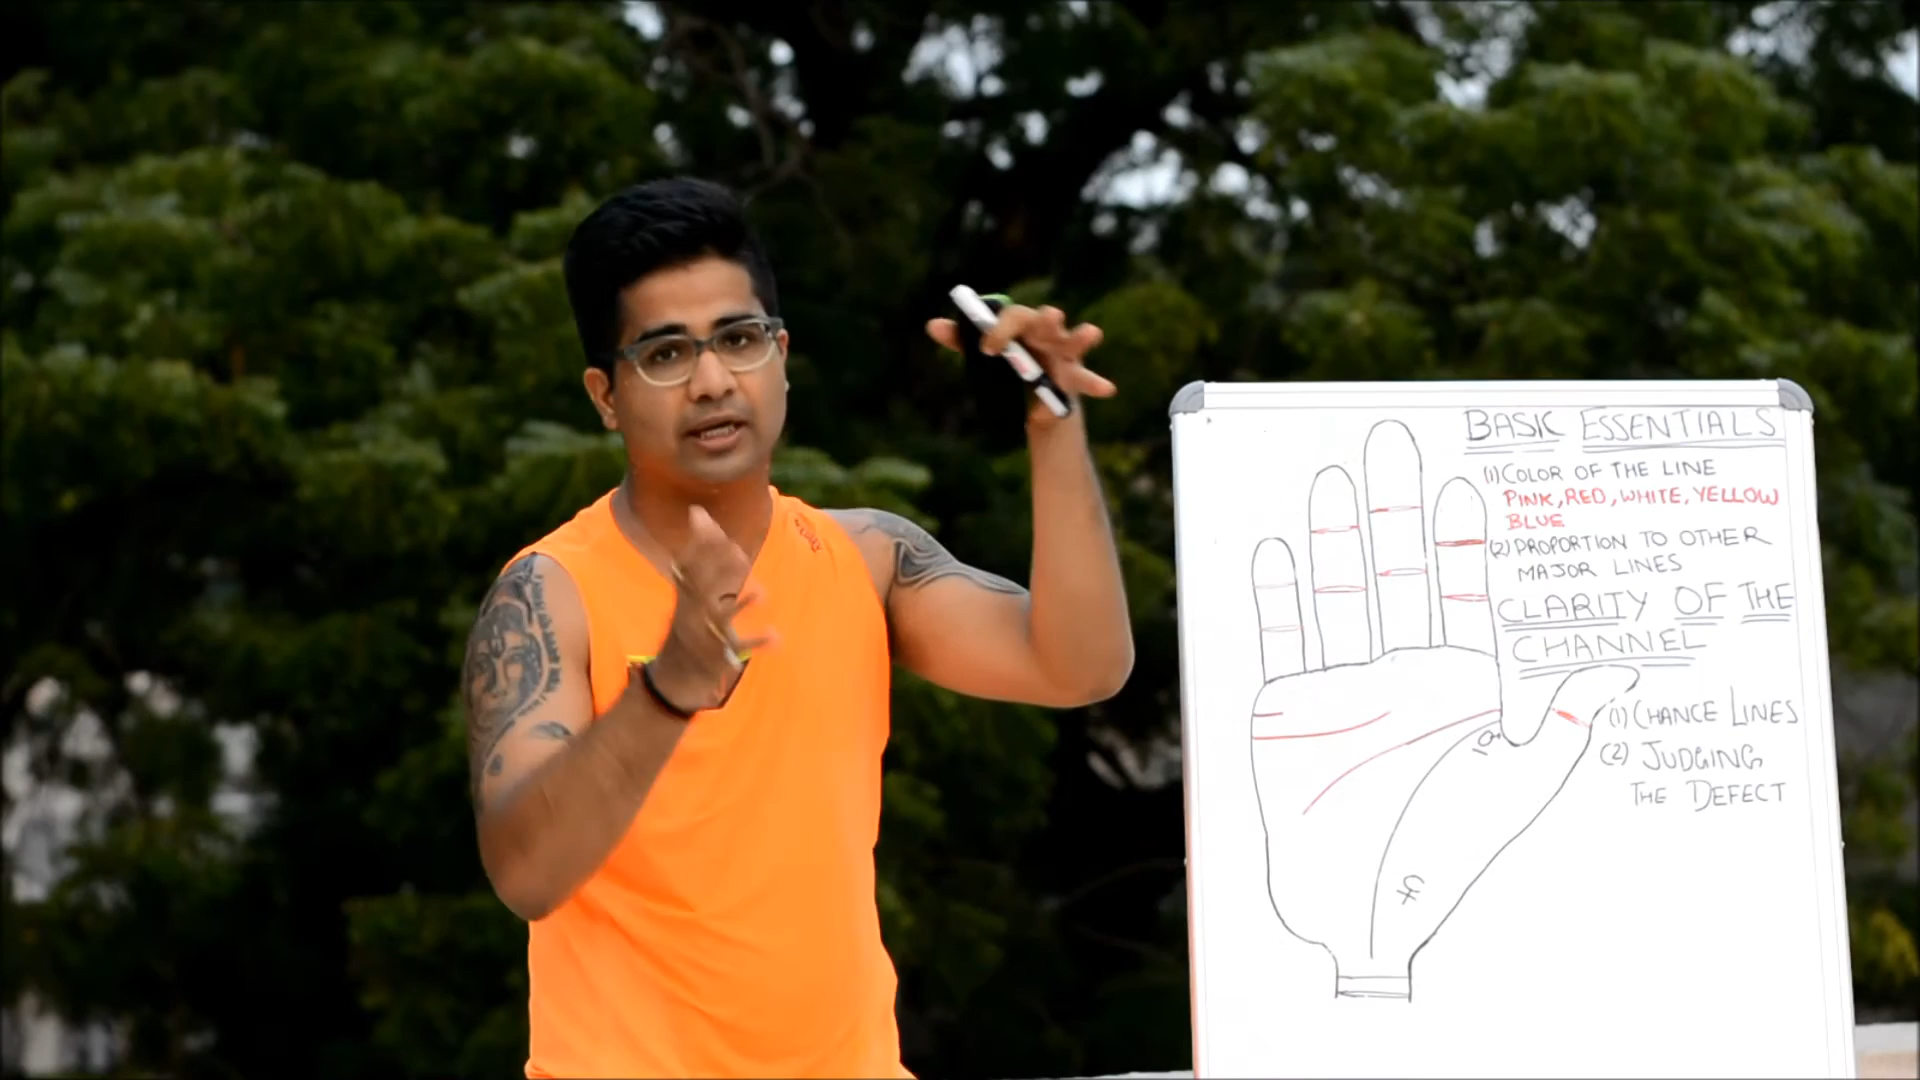 BASIC ESSENTIALS
(1) COLOR OF THE LINE
PINK, RED, WHITE, YELLOW
BLUE
(2) PROPORTION TO OTHER
MAJOR LINES
CLARITY OF THE
CHANNEL
(1) CHANCE LINES
(2) JUDGING
THE DEFECT